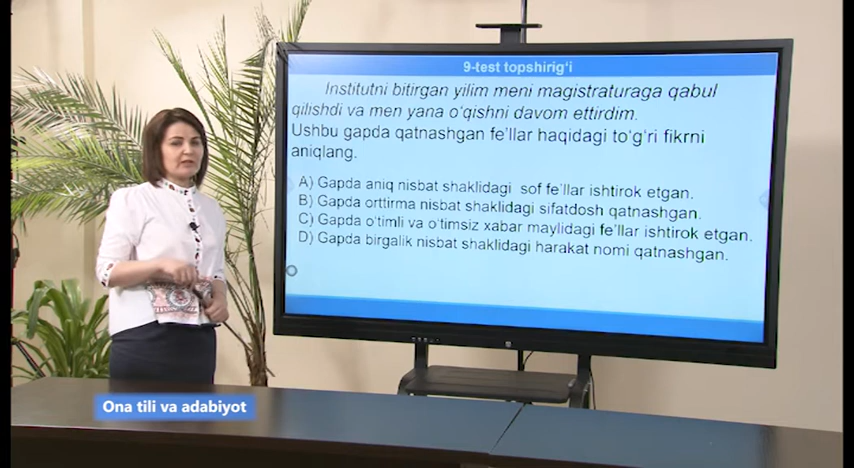 9-test topshirig‘i
Institutni bitirgan yilim meni magistraturaga qabul
qilishdi va men yana o‘qishni davom ettirdim.
Ushbu gapda qatnashgan fe’llar haqidagi to‘g‘ri fikrni
aniqlang.
A) Gapda aniq nisbat shaklidagi sof fe’llar ishtirok etgan.
B) Gapda orttirma nisbat shaklidagi sifatdosh qatnashgan.
C) Gapda o‘timli va o‘timsiz xabar maylidagi fe’llar ishtirok etgan.
D) Gapda birgalik nisbat shaklidagi harakat nomi qatnashgan.
Ona tili va adabiyot